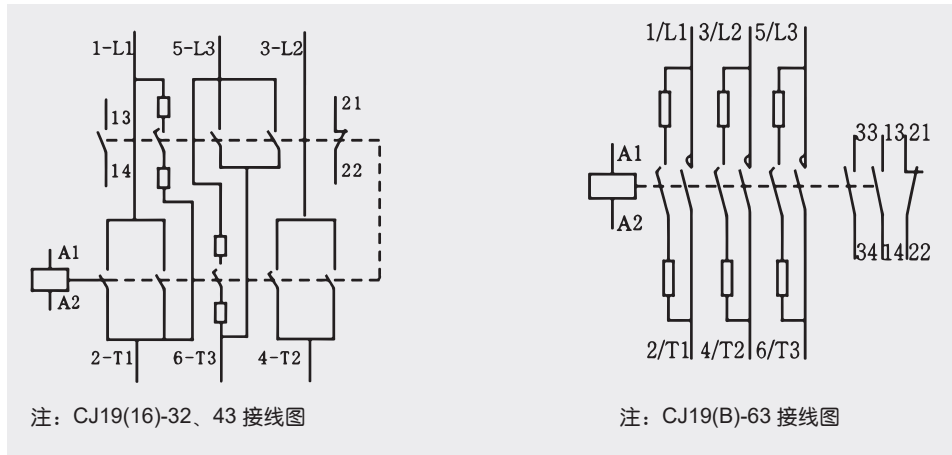 1-L1 5-L3 3-L2
13
14
21
22
A1
A2
2-T1 6-T3 4-T2
注：CJ19(16)-32、43 接线图
1/L1 3/L2 5/L3
A1
A2
33 13 21
34 14 22
2/T1 4/T2 6/T3
注：CJ19(B)-63 接线图